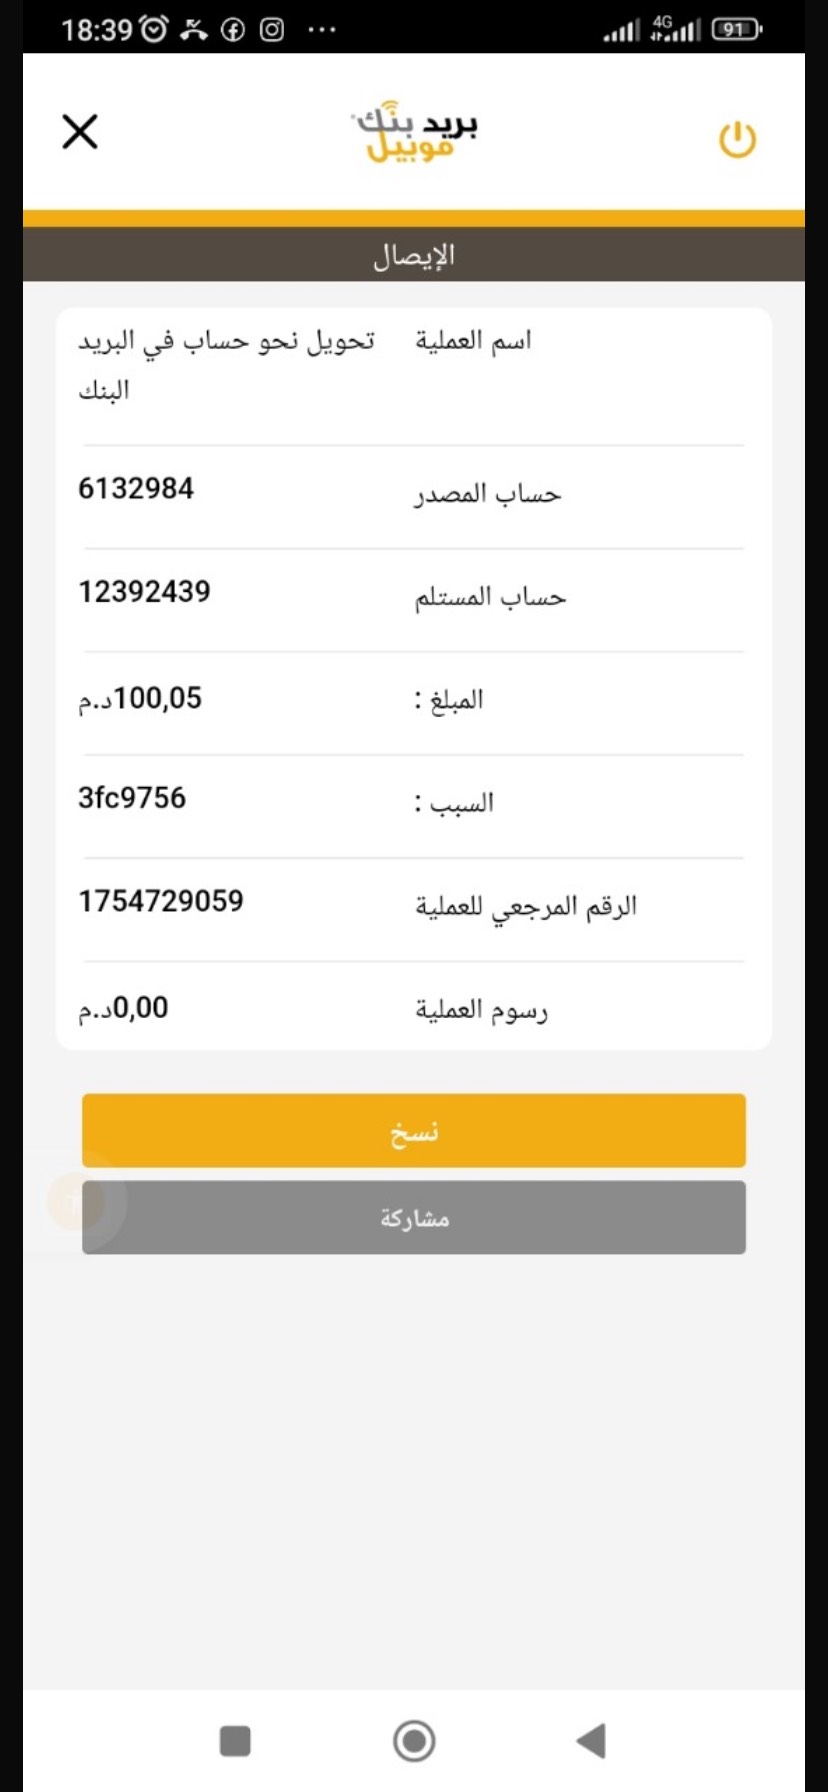 18:39 ... 4G 91
بريد بنك
موبيل
الإيصال
اسم العملية تحويل نحو حساب في البريد
البنك
حساب المصدر 6132984
حساب المستلم 12392439
المبلغ : 100,05د.م
السبب : 3fc9756
الرقم المرجعي للعملية 1754729059
رسوم العملية 0,00د.م
نسخ
مشاركة